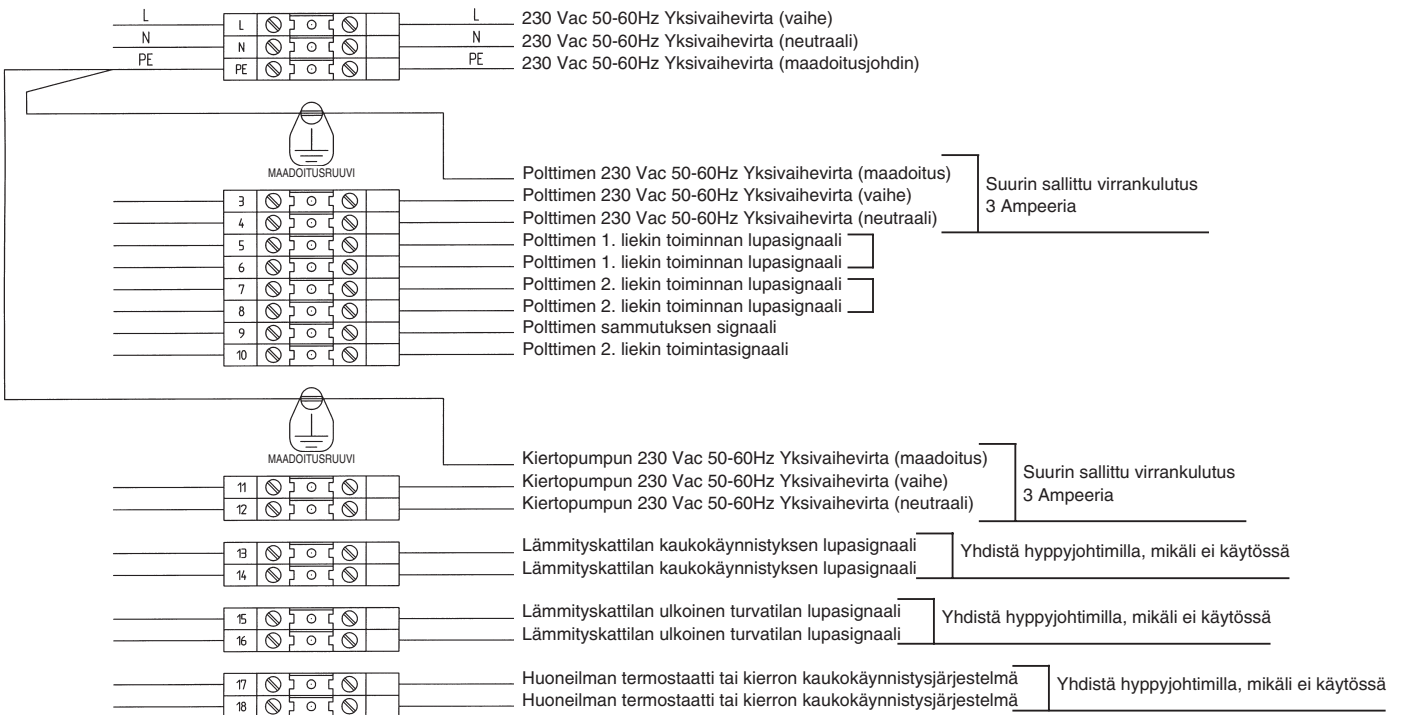 L L L 230 Vac 50-60Hz Yksivaihevirta (vaihe)
N N N 230 Vac 50-60Hz Yksivaihevirta (neutraali)
PE PE PE 230 Vac 50-60Hz Yksivaihevirta (maadoitusjohdin)
MAADOITUSRUUVI
Polttimen 230 Vac 50-60Hz Yksivaihevirta (maadoitus)
3 Polttimen 230 Vac 50-60Hz Yksivaihevirta (vaihe)
4 Polttimen 230 Vac 50-60Hz Yksivaihevirta (neutraali)
Suurin sallittu virrankulutus
3 Ampeeria
5 Polttimen 1. liekin toiminnan lupasignaali
6 Polttimen 1. liekin toiminnan lupasignaali
7 Polttimen 2. liekin toiminnan lupasignaali
8 Polttimen 2. liekin toiminnan lupasignaali
9 Polttimen sammutuksen signaali
10 Polttimen 2. liekin toimintasignaali
MAADOITUSRUUVI
Kiertopumpun 230 Vac 50-60Hz Yksivaihevirta (maadoitus)
11 Kiertopumpun 230 Vac 50-60Hz Yksivaihevirta (vaihe)
12 Kiertopumpun 230 Vac 50-60Hz Yksivaihevirta (neutraali)
Suurin sallittu virrankulutus
3 Ampeeria
13 Lämmityskattilan kaukokäynnistyksen lupasignaali
14 Lämmityskattilan kaukokäynnistyksen lupasignaali
Yhdistä hyppyjohtimilla, mikäli ei käytössä
15 Lämmityskattilan ulkoinen turvatilan lupasignaali
16 Lämmityskattilan ulkoinen turvatilan lupasignaali
Yhdistä hyppyjohtimilla, mikäli ei käytössä
17 Huoneilman termostaatti tai kierron kaukokäynnistysjärjestelmä
18 Huoneilman termostaatti tai kierron kaukokäynnistysjärjestelmä
Yhdistä hyppyjohtimilla, mikäli ei käytössä